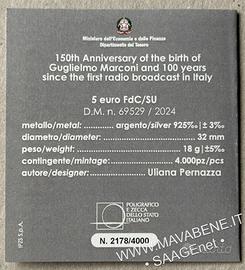 Ministero dell'Economia e delle Finanze
Dipartimento del Tesoro
150th Anniversary of the birth of
Guglielmo Marconi and 100 years
since the first radio broadcast in Italy
5 euro FdC/SU
D.M. n. 69529 / 2024
metallo/metal: argento/silver 925‰| ± 3‰
diametro/diameter: 32 mm
peso/weight: 18 g|±5‰
contingente/mintage: 4.000pz/pcs
autore/designer: Uliana Pernazza
POLIGRAFICO
E ZECCA
DELLO STATO
ITALIANO
N. 2178/4000
IPZS S.p.A.
WWW.MAVABENE.IT
SAAGE.NET